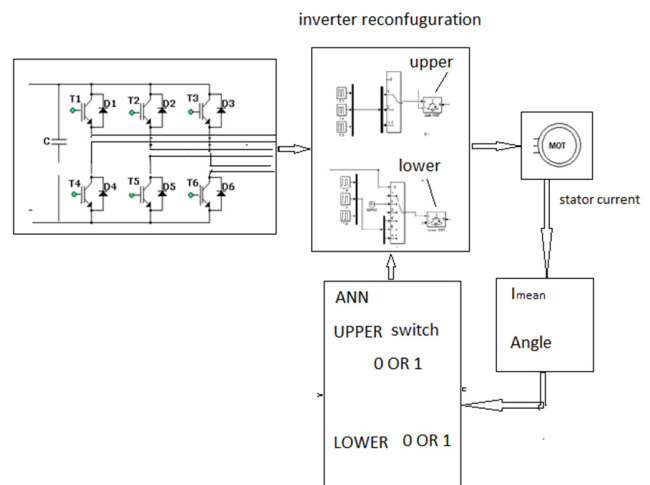 inverter reconfuguration
T1 D1 T2 D2 T3 D3
C
T4 D4 T5 D5 T6 D6
upper
lower
MOT
stator current
Imean
Angle
ANN
UPPER switch
0 OR 1
LOWER 0 OR 1